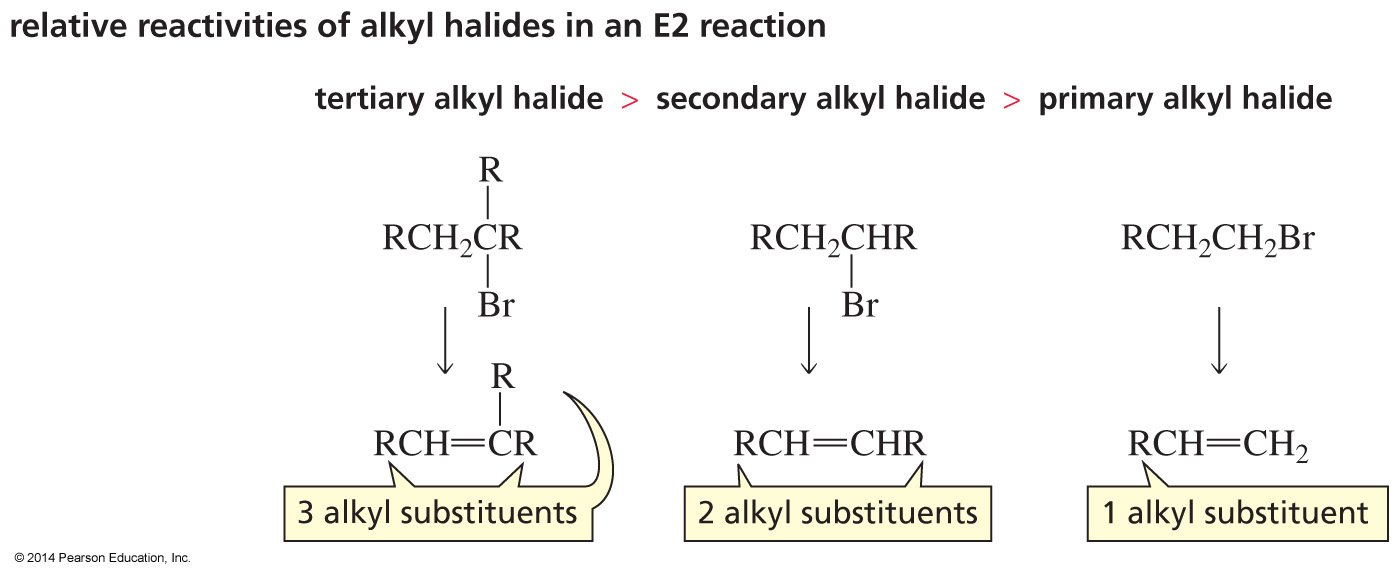 relative reactivities of alkyl halides in an E2 reaction
tertiary alkyl halide > secondary alkyl halide > primary alkyl halide
R
RCH₂CR
Br
RCH₂CHR
Br
RCH₂CH₂Br
R
RCH=CR
RCH=CHR
RCH=CH₂
3 alkyl substituents
2 alkyl substituents
1 alkyl substituent
© 2014 Pearson Education, Inc.